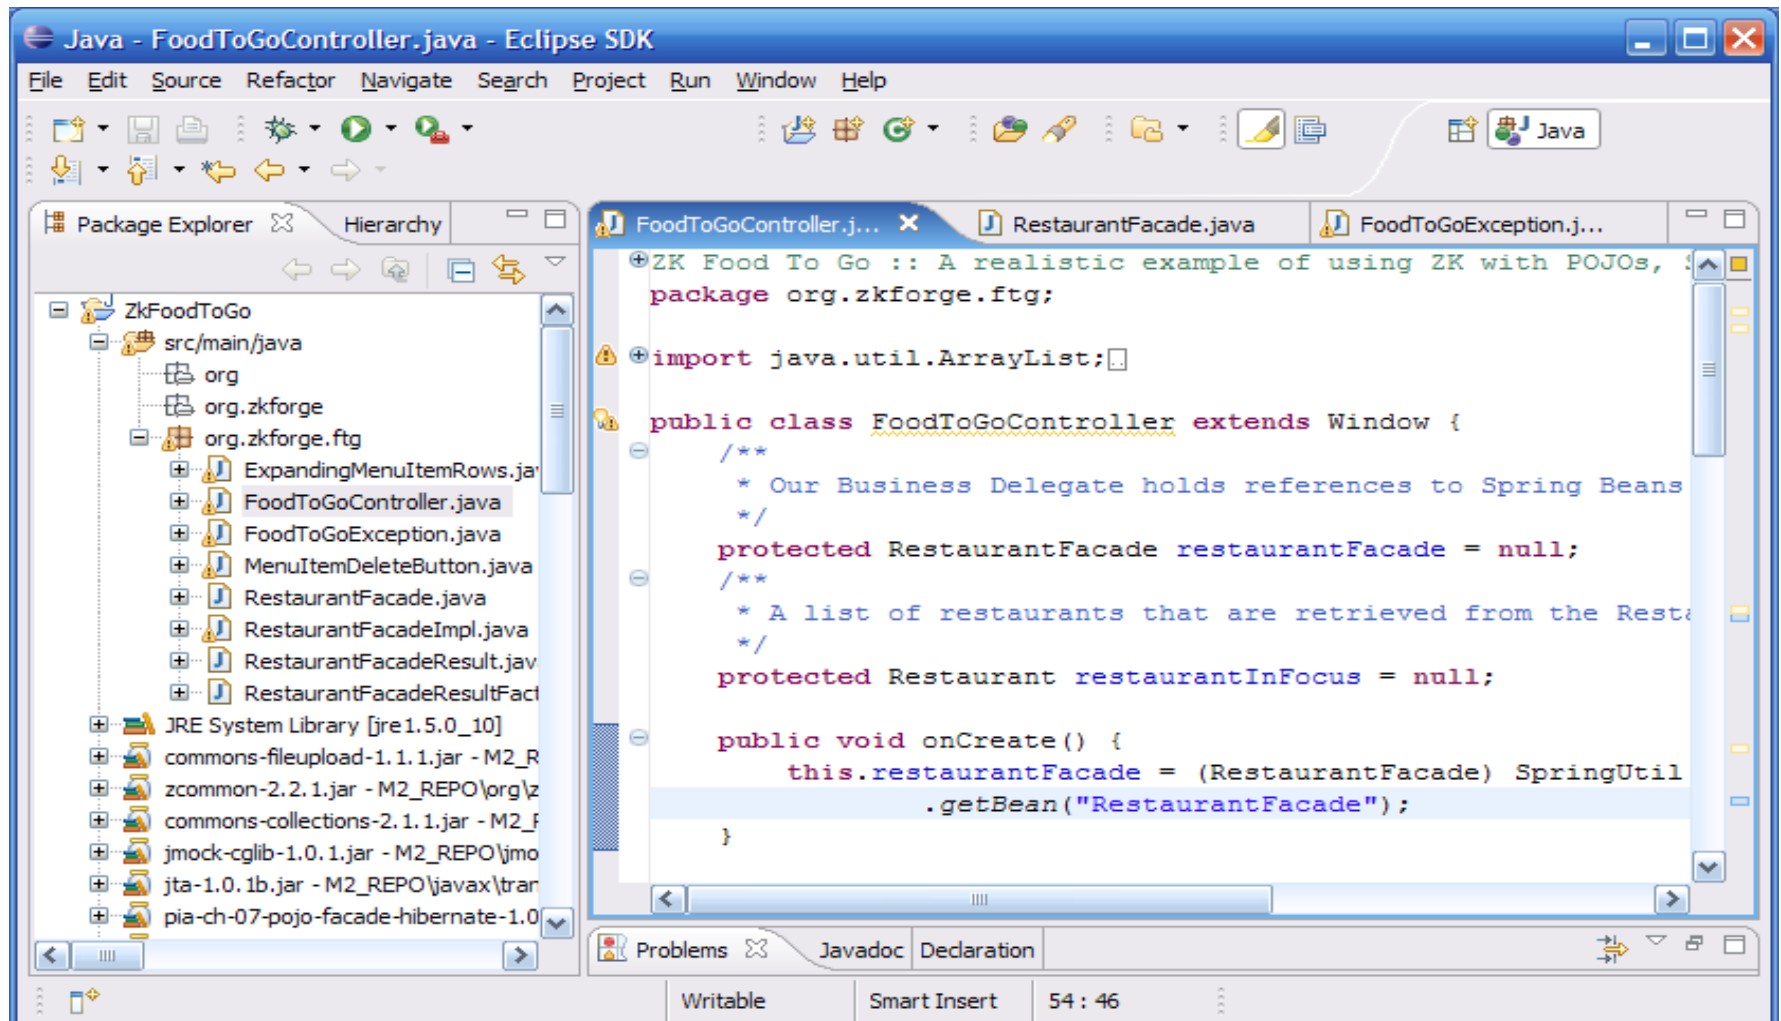 Java - FoodToGoController.java - Eclipse SDK
File Edit Source Refactor Navigate Search Project Run Window Help
Java
Package Explorer Hierarchy
ZkFoodToGo
src/main/java
org
org.zkforge
org.zkforge.ftg
ExpandingMenuItemRows.jav
FoodToGoController.java
FoodToGoException.java
MenuItemDeleteButton.java
RestaurantFacade.java
RestaurantFacadeImpl.java
RestaurantFacadeResult.jav
RestaurantFacadeResultFact
JRE System Library [jre1.5.0_10]
commons-fileupload-1.1.1.jar - M2_R
zcommon-2.2.1.jar - M2_REPO\org\z
commons-collections-2.1.1.jar - M2_R
jmock-cglib-1.0.1.jar - M2_REPO\jmo
jta-1.0.1b.jar - M2_REPO\javax\tran
pia-ch-07-pojo-facade-hibernate-1.0
FoodToGoController.j... RestaurantFacade.java FoodToGoException.j...
ZK Food To Go :: A realistic example of using ZK with POJOs,
package org.zkforge.ftg;
import java.util.ArrayList;
public class FoodToGoController extends Window {
/**
* Our Business Delegate holds references to Spring Beans
*/
protected RestaurantFacade restaurantFacade = null;
/**
* A list of restaurants that are retrieved from the Resta
*/
protected Restaurant restaurantInFocus = null;
public void onCreate() {
this.restaurantFacade = (RestaurantFacade) SpringUtil
.getBean("RestaurantFacade");
}
Problems Javadoc Declaration
Writable Smart Insert 54 : 46